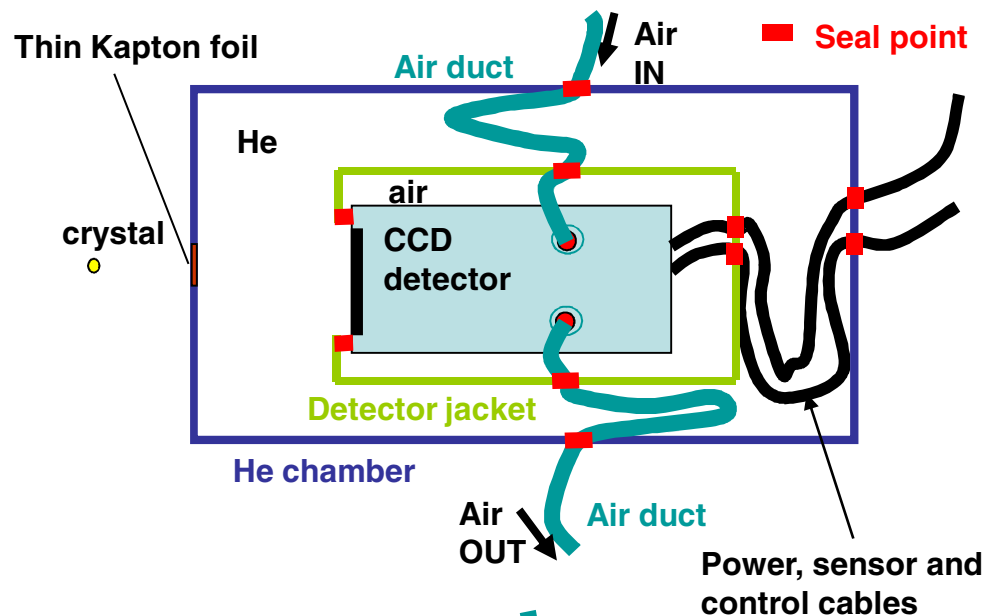 Thin Kapton foil
Air duct
Air
IN
Seal point
He
air
crystal
CCD
detector
Detector jacket
He chamber
Air
OUT
Air duct
Power, sensor and
control cables